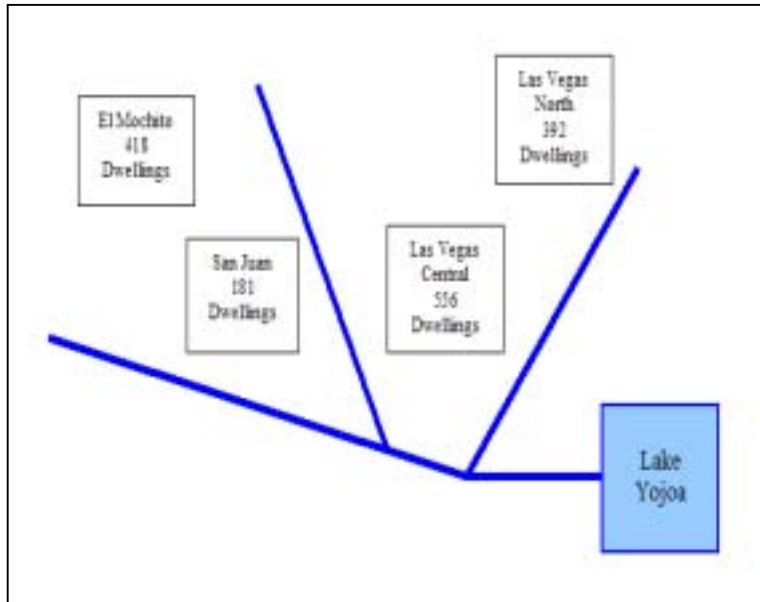 Las Vegas
North
392
Dwellings
El Mochito
418
Dwellings
Las Vegas
Central
556
Dwellings
San Juan
181
Dwellings
Lake
Yojoa